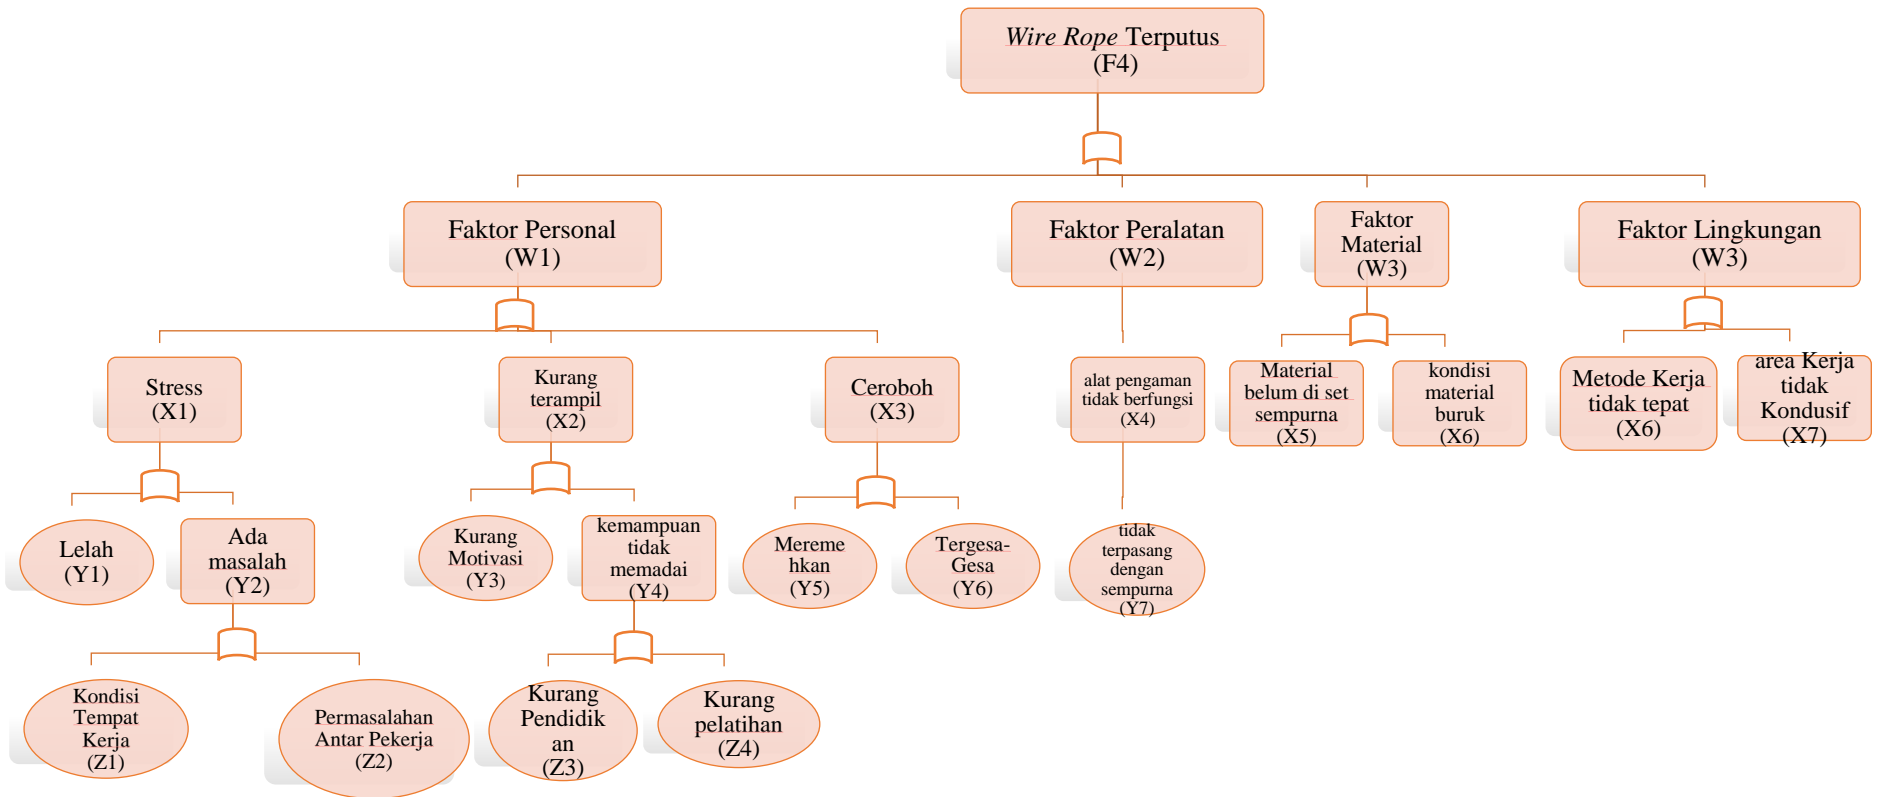 Wire Rope Terputus
(F4)
Faktor Personal
(W1)
Faktor Peralatan
(W2)
Faktor
Material
(W3)
Faktor Lingkungan
(W3)
Stress
(X1)
Kurang
terampil
(X2)
Ceroboh
(X3)
alat pengaman
tidak berfungsi
(X4)
Material
belum di set
sempurna
(X5)
kondisi
material
buruk
(X6)
Metode Kerja
tidak tepat
(X6)
area Kerja
tidak
Kondusif
(X7)
Lelah
(Y1)
Ada
masalah
(Y2)
Kurang
Motivasi
(Y3)
kemampuan
tidak
memadai
(Y4)
Mereme
hkan
(Y5)
Tergesa-
Gesa
(Y6)
tidak
terpasang
dengan
sempurna
(Y7)
Kondisi
Tempat
Kerja
(Z1)
Permasalahan
Antar Pekerja
(Z2)
Kurang
Pendidik
an
(Z3)
Kurang
pelatihan
(Z4)